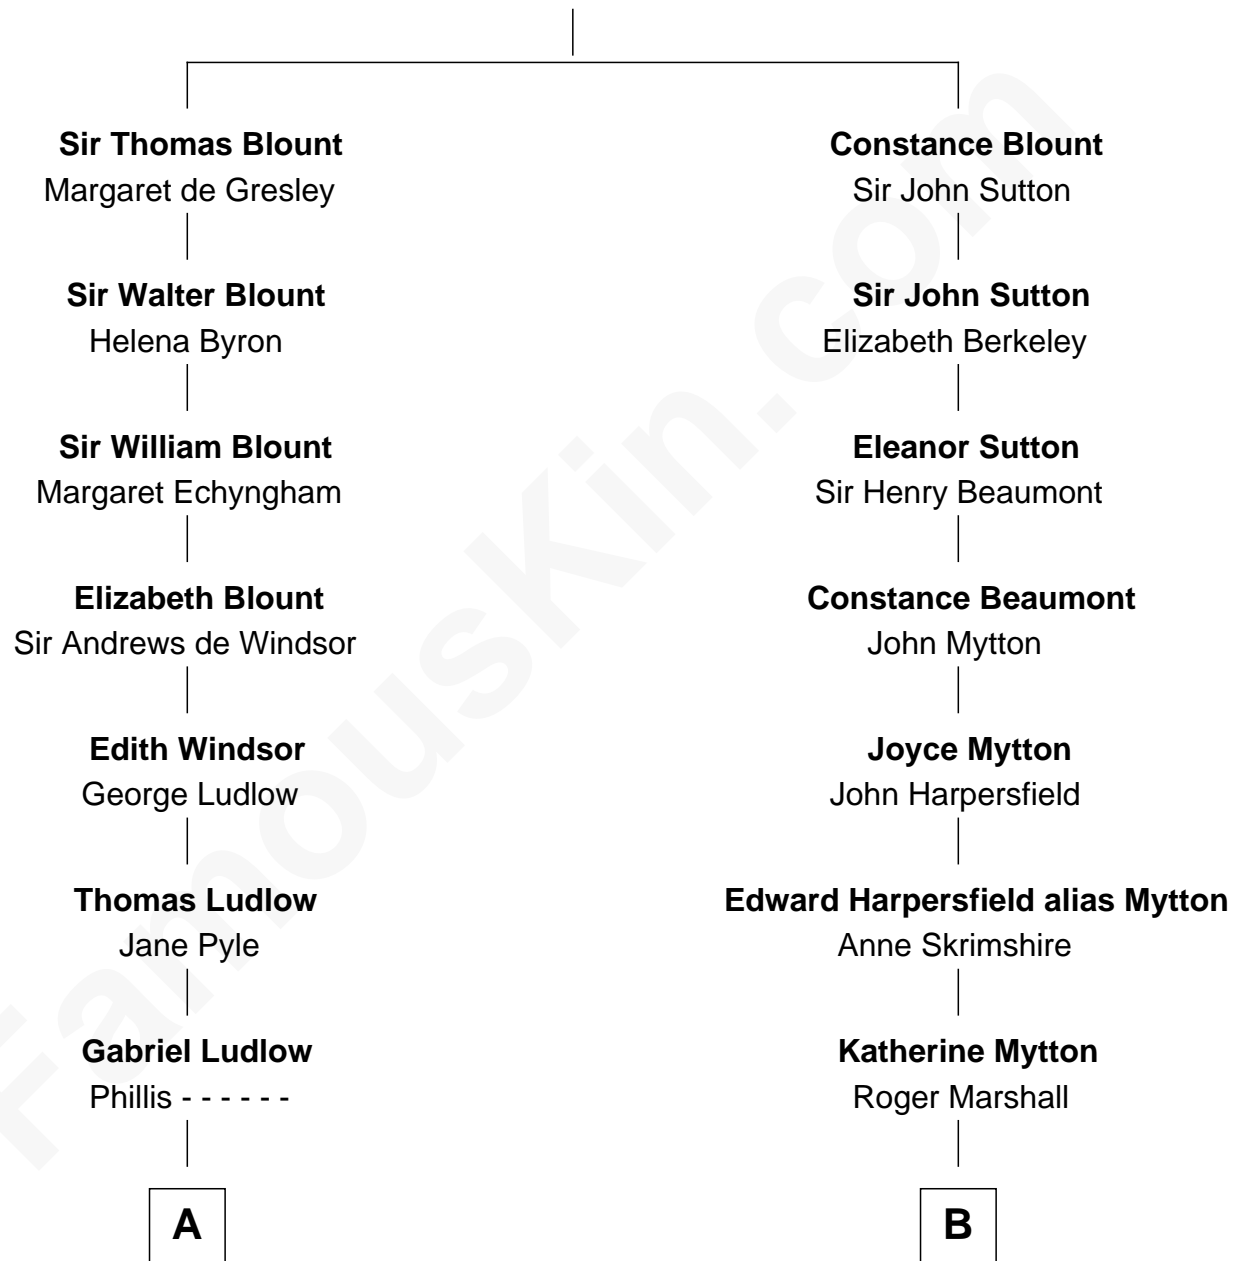 Sir Thomas Blount
Margaret de Gresley
Sir Walter Blount
Helena Byron
Sir William Blount
Margaret Echyngham
Elizabeth Blount
Sir Andrews de Windsor
Edith Windsor
George Ludlow
Thomas Ludlow
Jane Pyle
Gabriel Ludlow
Phillis - - - - - -
A
Constance Blount
Sir John Sutton
Sir John Sutton
Elizabeth Berkeley
Eleanor Sutton
Sir Henry Beaumont
Constance Beaumont
John Mytton
Joyce Mytton
John Harpersfield
Edward Harpersfield alias Mytton
Anne Skrimshire
Katherine Mytton
Roger Marshall
B
FamousKin.com